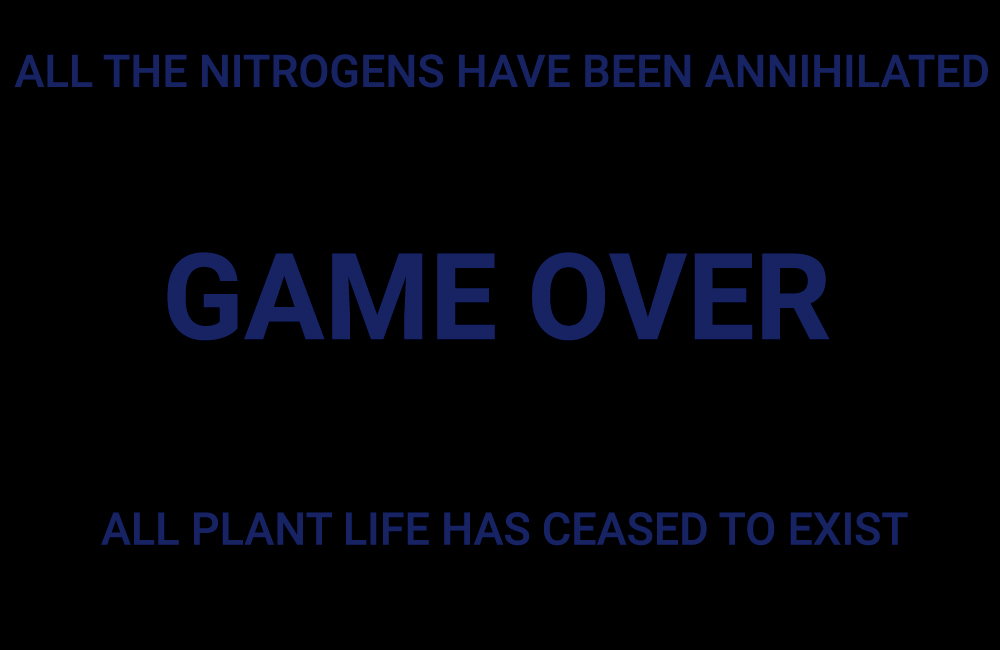 ALL THE NITROGENS HAVE BEEN ANNIHILATED
GAME OVER
ALL PLANT LIFE HAS CEASED TO EXIST